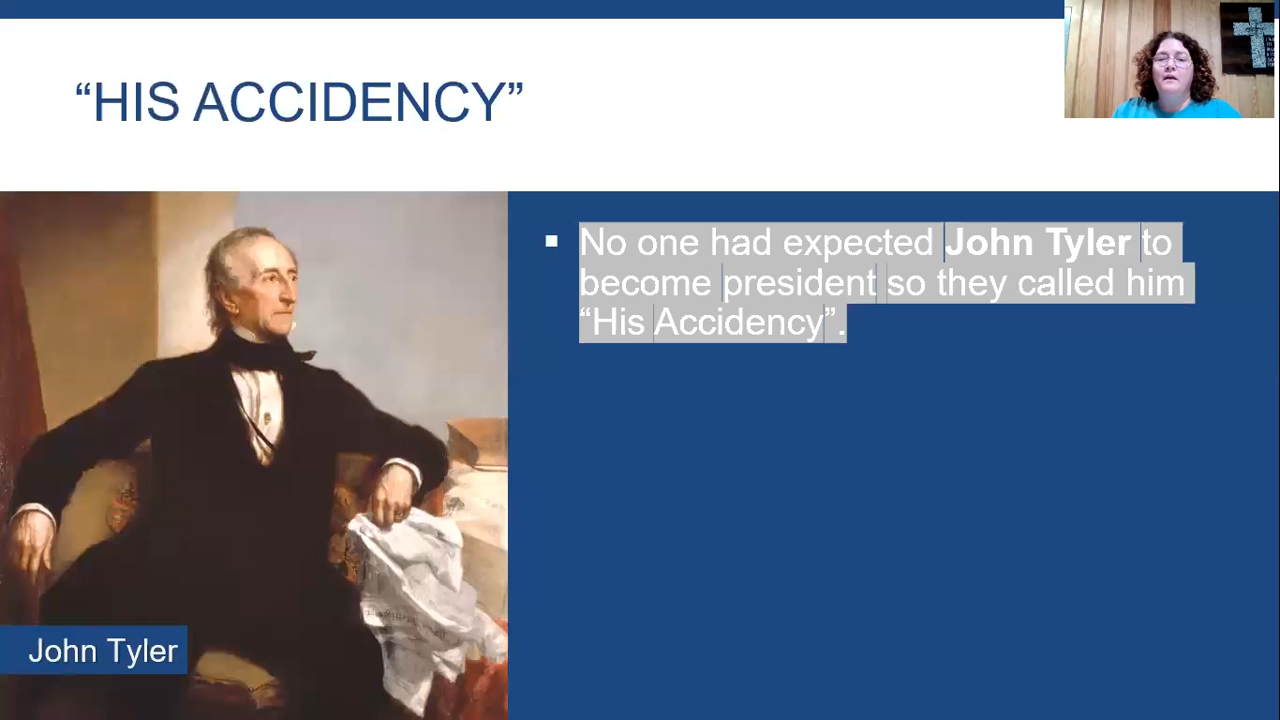 “HIS ACCIDENCY”
▪ No one had expected John Tyler to
become president so they called him
“His Accidency”.
John Tyler